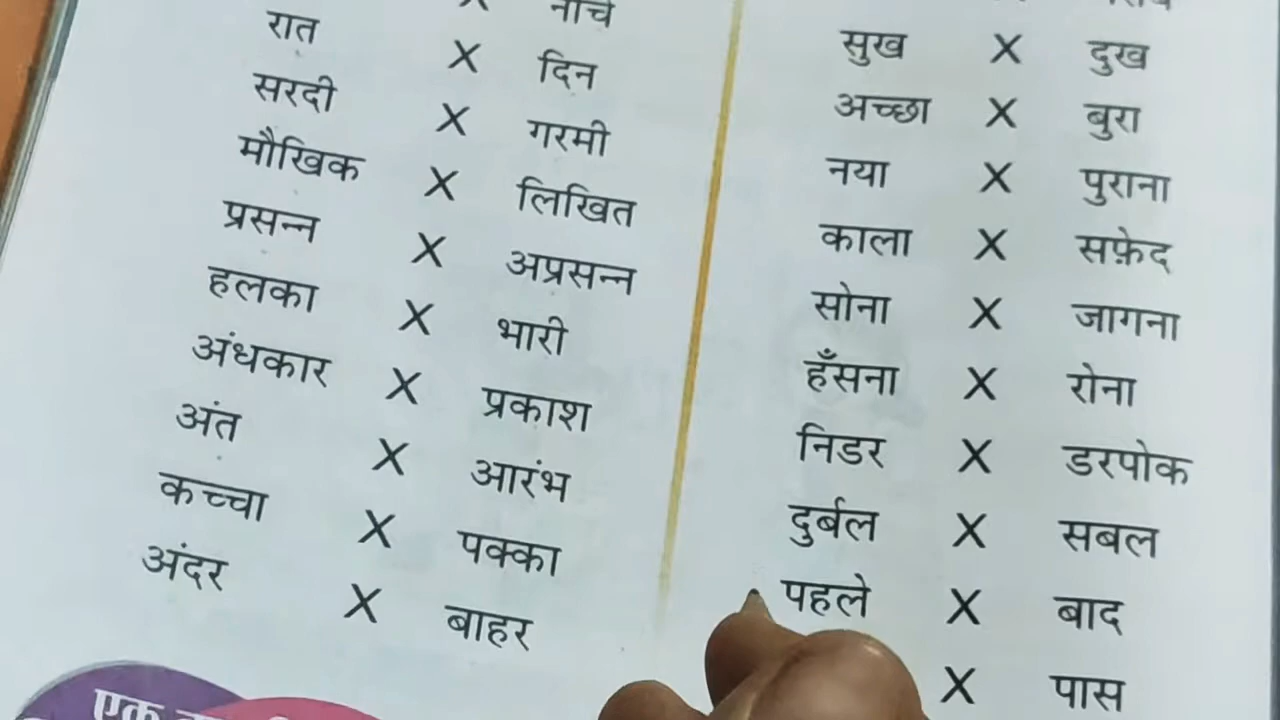 X नीचे
रात X दिन
सरदी X गरमी
मौखिक X लिखित
प्रसन्न X अप्रसन्न
हलका X भारी
अंधकार X प्रकाश
अंत X आरंभ
कच्चा X पक्का
अंदर X बाहर
एक
सुख X दुख
अच्छा X बुरा
नया X पुराना
काला X सफ़ेद
सोना X जागना
हँसना X रोना
निडर X डरपोक
दुर्बल X सबल
पहले X बाद
X पास